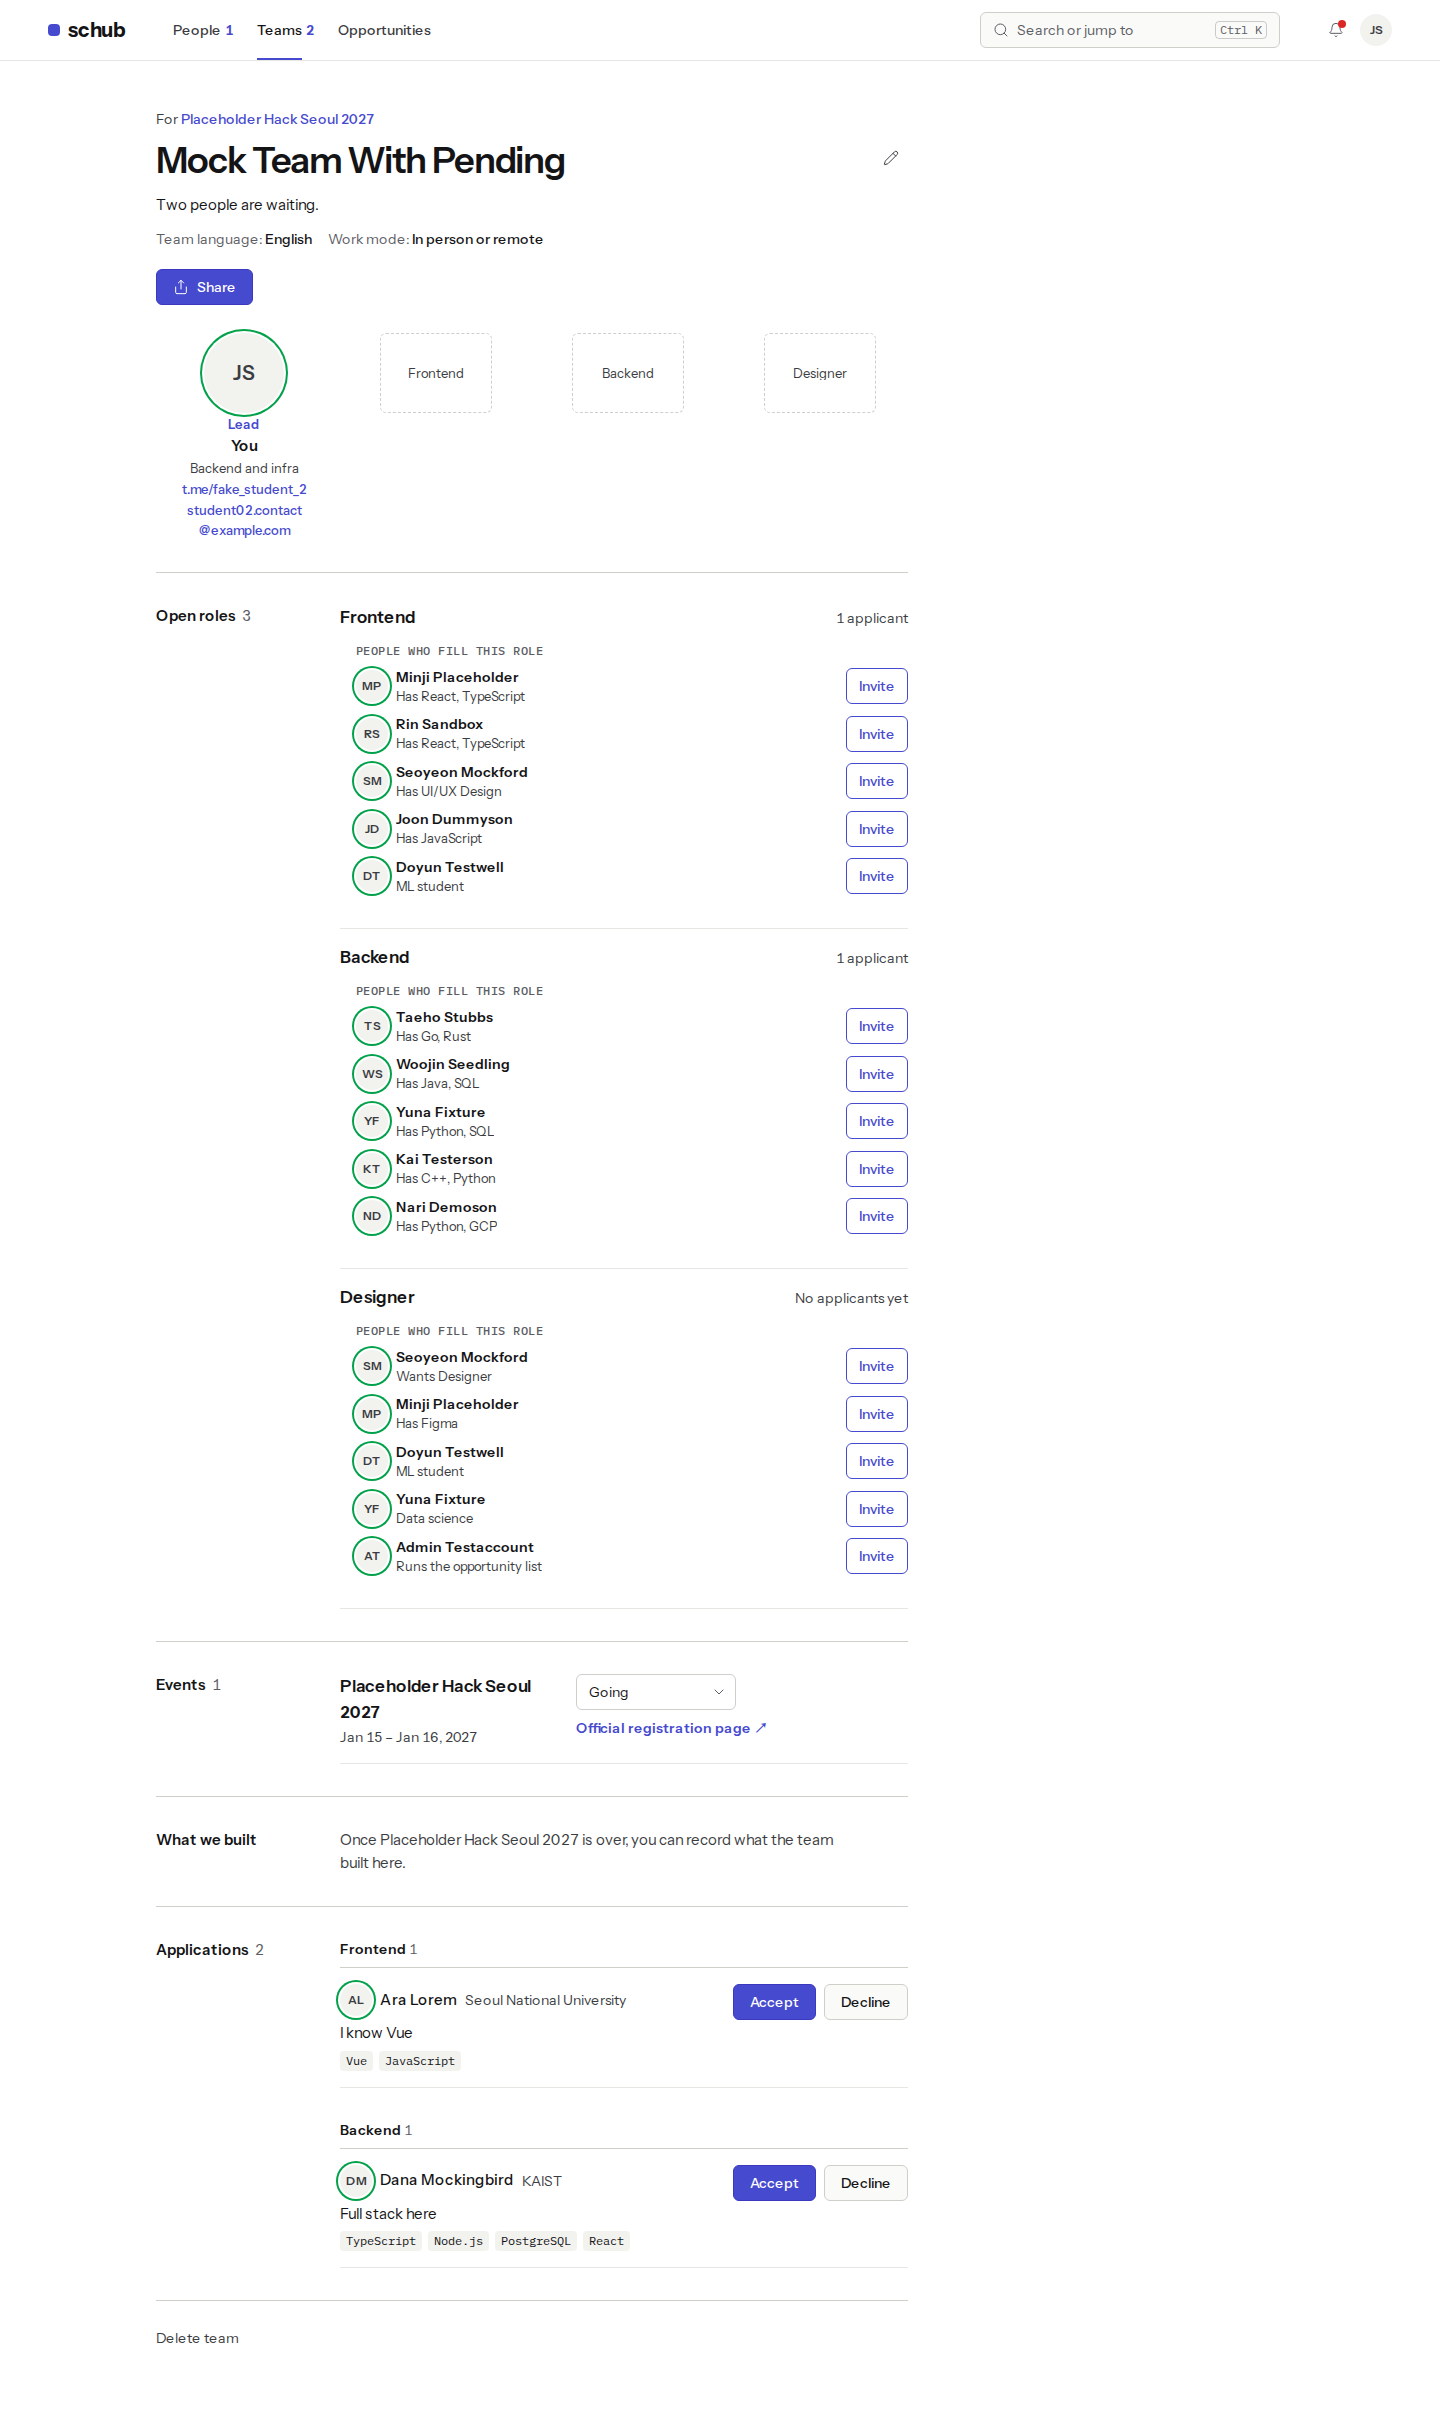 schub
People 1
Teams 2
Opportunities
Search or jump to
Ctrl K
JS
For Placeholder Hack Seoul 2027
Mock Team With Pending
Two people are waiting.
Team language: English
Work mode: In person or remote
Share
JS
Lead
You
Backend and infra
t.me/fake_student_2
student02.contact
@example.com
Frontend
Backend
Designer
Open roles 3
Frontend
1 applicant
PEOPLE WHO FILL THIS ROLE
MP
Minji Placeholder
Has React, TypeScript
Invite
RS
Rin Sandbox
Has React, TypeScript
Invite
SM
Seoyeon Mockford
Has UI/UX Design
Invite
JD
Joon Dummyson
Has JavaScript
Invite
DT
Doyun Testwell
ML student
Invite
Backend
1 applicant
PEOPLE WHO FILL THIS ROLE
TS
Taeho Stubbs
Has Go, Rust
Invite
WS
Woojin Seedling
Has Java, SQL
Invite
YF
Yuna Fixture
Has Python, SQL
Invite
KT
Kai Testerson
Has C++, Python
Invite
ND
Nari Demoson
Has Python, GCP
Invite
Designer
No applicants yet
PEOPLE WHO FILL THIS ROLE
SM
Seoyeon Mockford
Wants Designer
Invite
MP
Minji Placeholder
Has Figma
Invite
DT
Doyun Testwell
ML student
Invite
YF
Yuna Fixture
Data science
Invite
AT
Admin Testaccount
Runs the opportunity list
Invite
Events 1
Placeholder Hack Seoul
2027
Jan 15 – Jan 16, 2027
Going
Official registration page ↗
What we built
Once Placeholder Hack Seoul 2027 is over, you can record what the team
built here.
Applications 2
Frontend 1
AL
Ara Lorem Seoul National University
Accept
Decline
I know Vue
Vue
JavaScript
Backend 1
DM
Dana Mockingbird KAIST
Accept
Decline
Full stack here
TypeScript
Node.js
PostgreSQL
React
Delete team